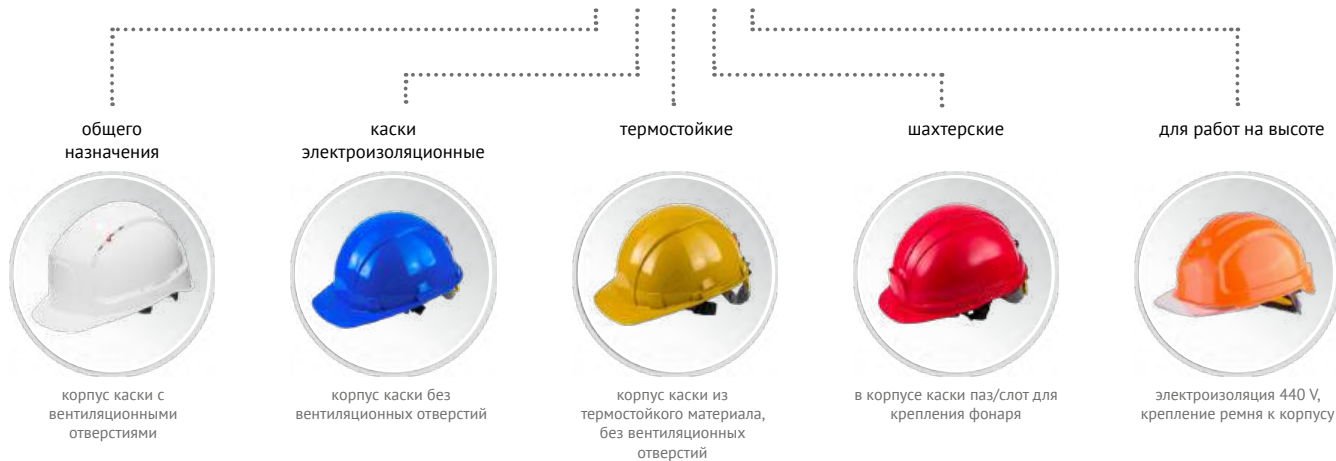 общего
назначения
каски
электроизоляционные
термостойкие
шахтерские
для работ на высоте
корпус каски с
вентиляционными
отверстиями
корпус каски без
вентиляционных отверстий
корпус каски из
термостойкого материала,
без вентиляционных
отверстий
в корпусе каски паз/слот для
крепления фонаря
электроизоляция 440 V,
крепление ремня к корпусу